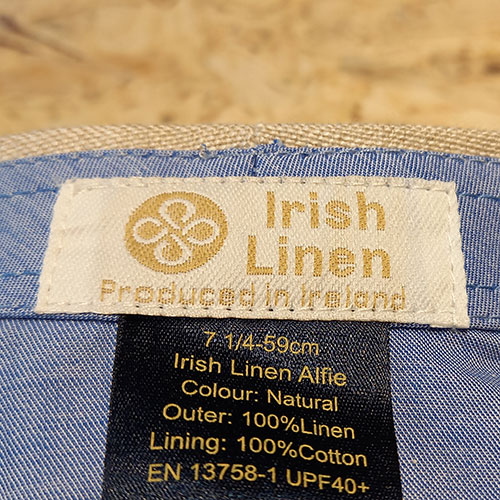 Irish
Linen
Produced in Ireland
7 1/4-59cm
Irish Linen Alfie
Colour: Natural
Outer: 100%Linen
Lining: 100%Cotton
EN 13758-1 UPF40+